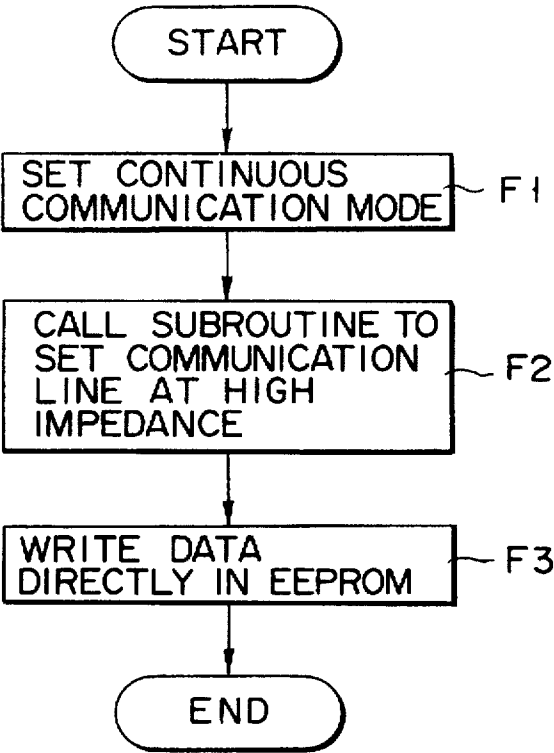 START
SET CONTINUOUS
COMMUNICATION MODE
F1
CALL SUBROUTINE TO
SET COMMUNICATION
LINE AT HIGH
IMPEDANCE
F2
WRITE DATA
DIRECTLY IN EEPROM
F3
END